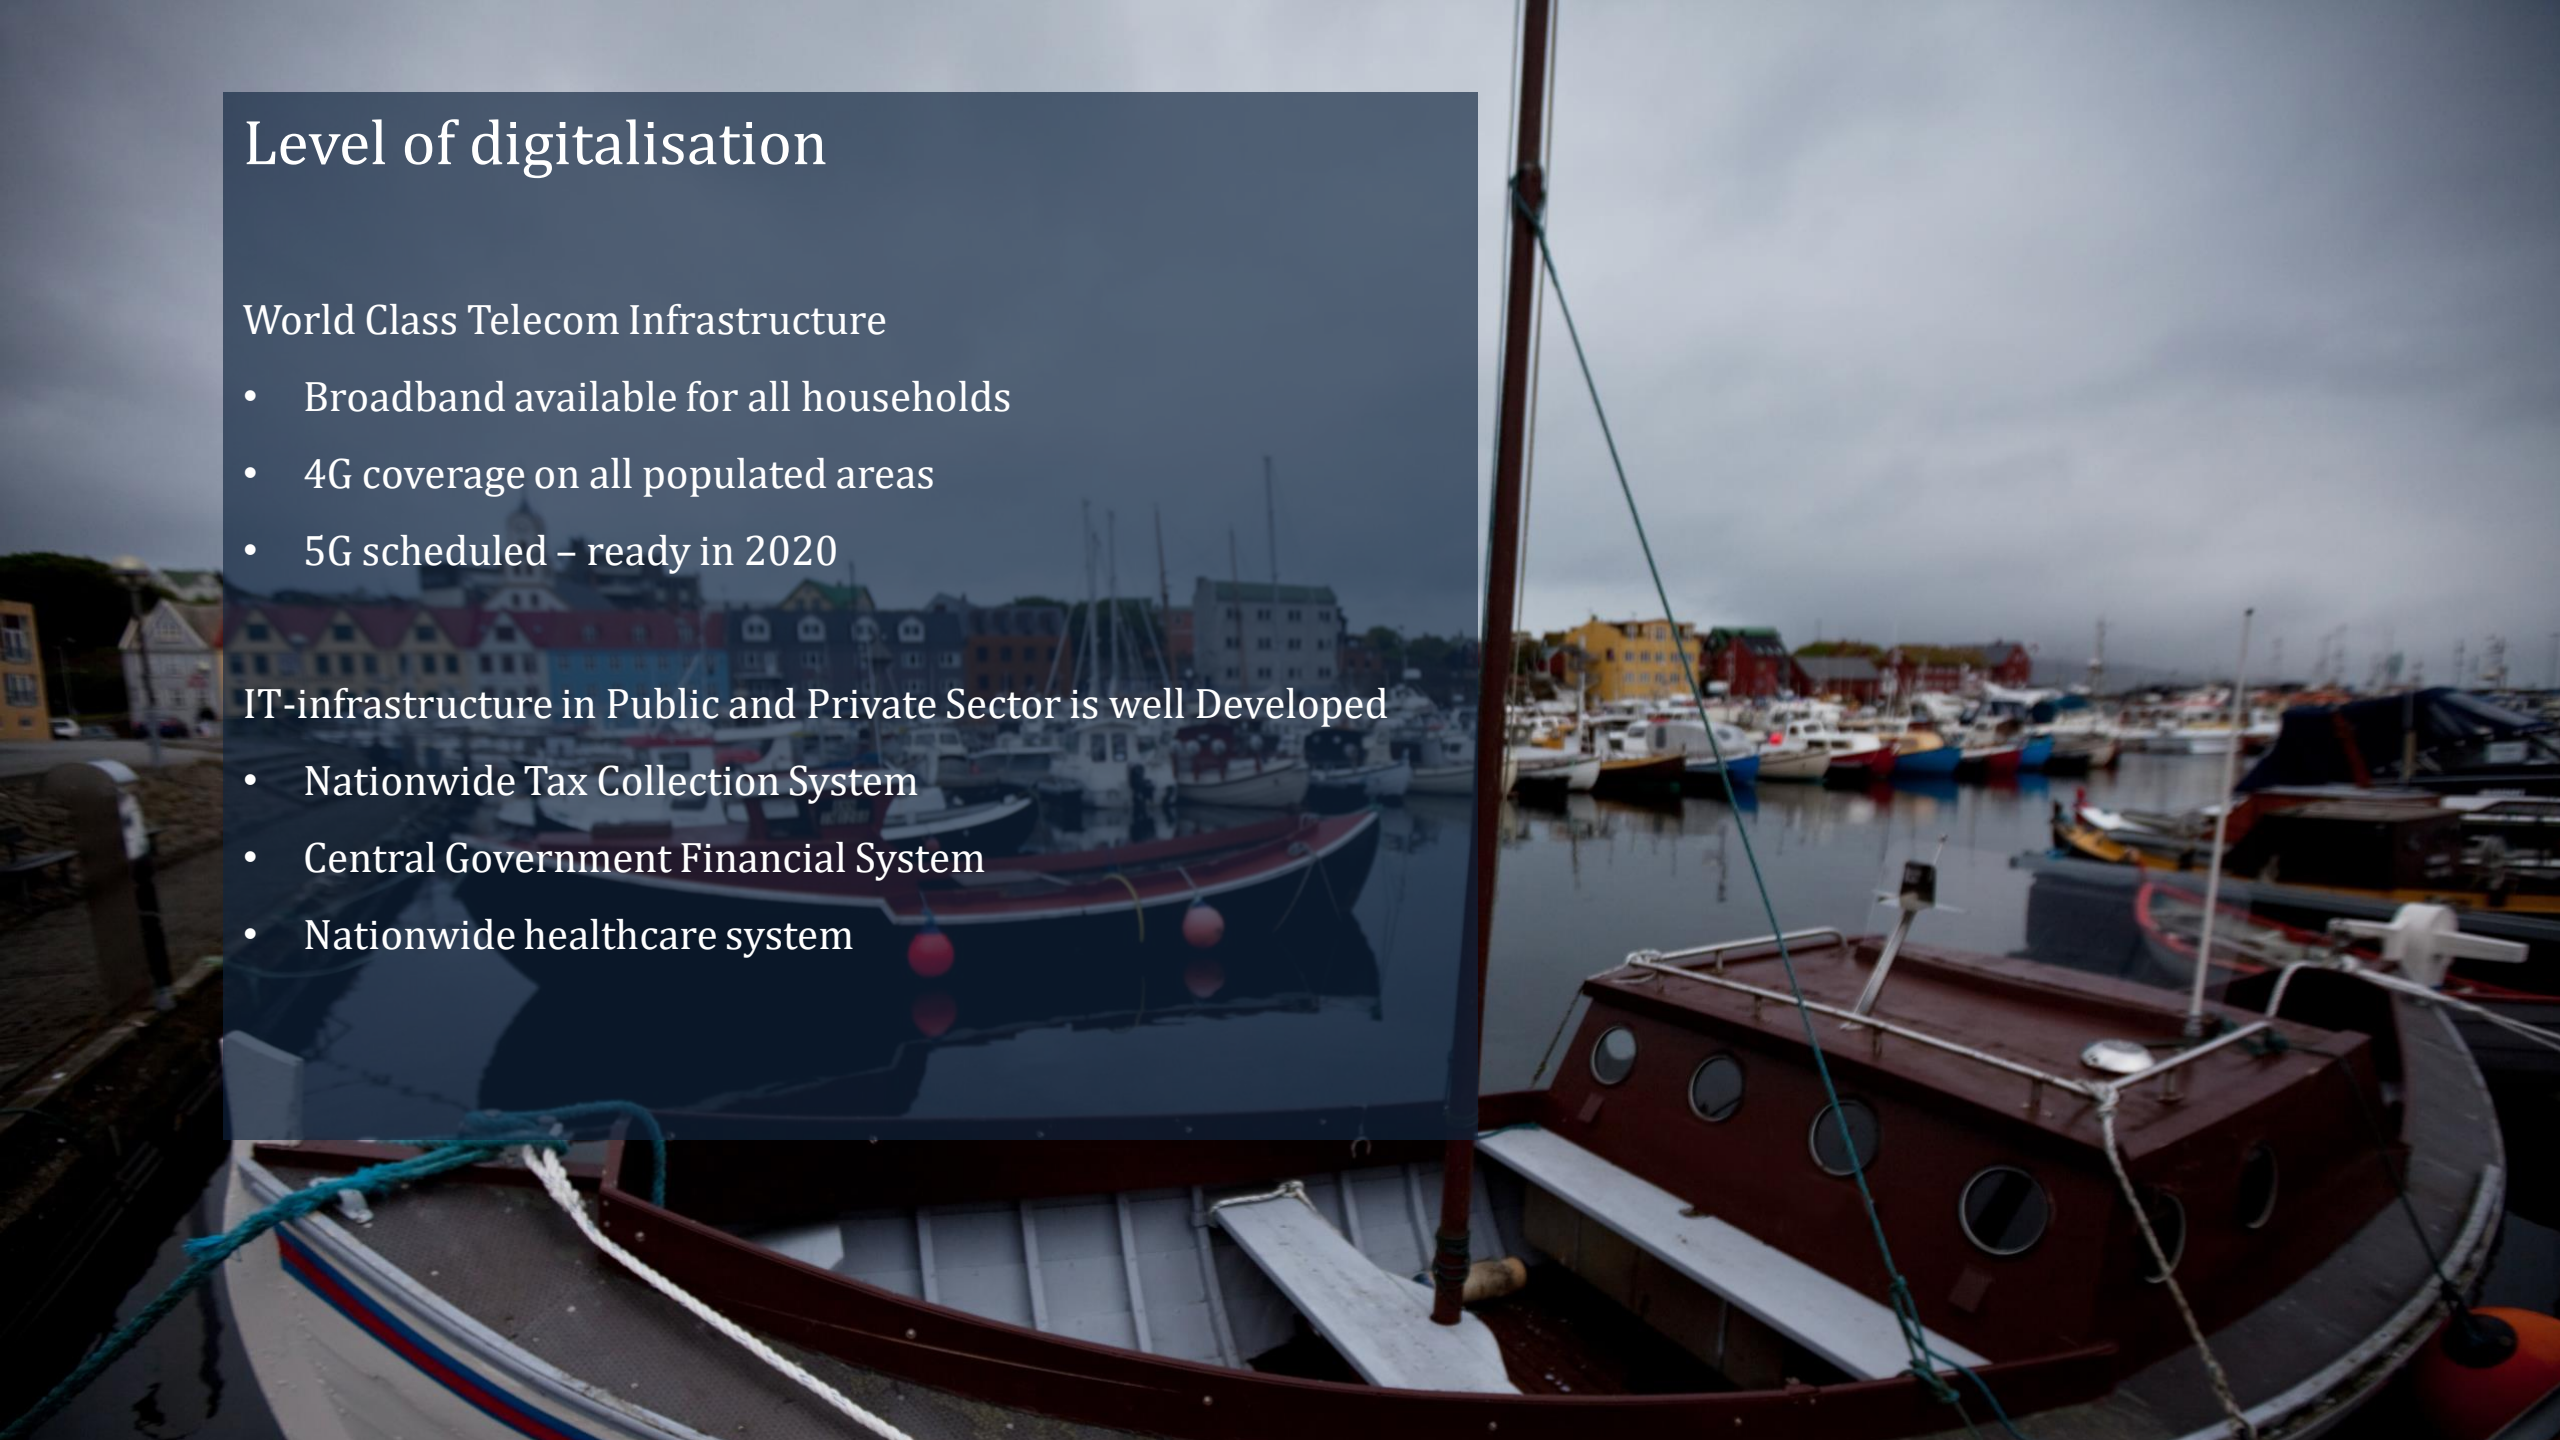 Level of digitalisation
World Class Telecom Infrastructure
• Broadband available for all households
• 4G coverage on all populated areas
• 5G scheduled – ready in 2020
IT-infrastructure in Public and Private Sector is well Developed
• Nationwide Tax Collection System
• Central Government Financial System
• Nationwide healthcare system